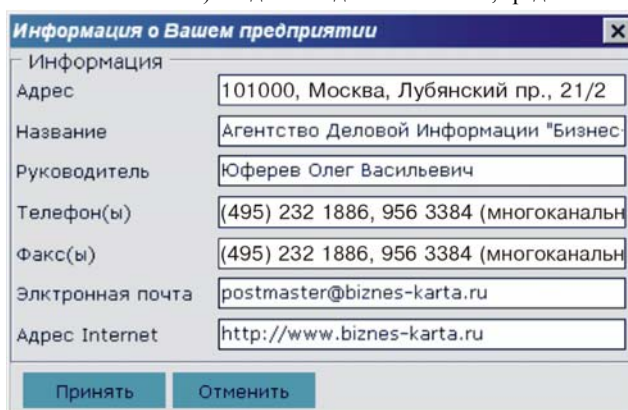 Информация о Вашем предприятии
Информация
Адрес 101000, Москва, Лубянский пр., 21/2
Название Агентство Деловой Информации "Бизнес-
Руководитель Юферев Олег Васильевич
Телефон(ы) (495) 232 1886, 956 3384 (многоканальн
Факс(ы) (495) 232 1886, 956 3384 (многоканальн
Элктронная почта postmaster@biznes-karta.ru
Адрес Internet http://www.biznes-karta.ru
Принять Отменить